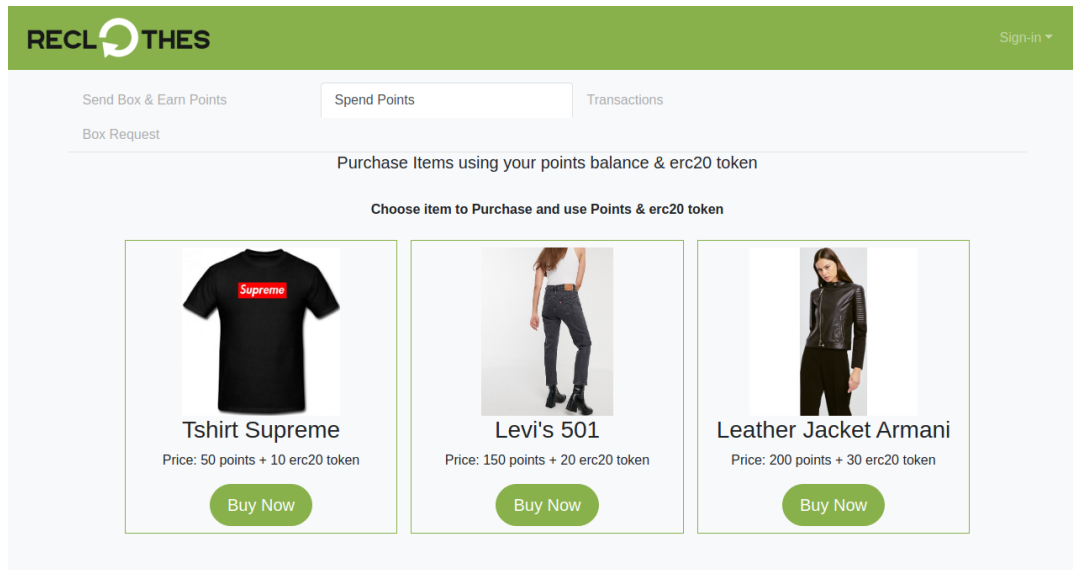 RECLOTHES
Sign-in
Send Box & Earn Points
Spend Points
Transactions
Box Request
Purchase Items using your points balance & erc20 token
Choose item to Purchase and use Points & erc20 token
Supreme
Tshirt Supreme
Price: 50 points + 10 erc20 token
Buy Now
Levi's 501
Price: 150 points + 20 erc20 token
Buy Now
Leather Jacket Armani
Price: 200 points + 30 erc20 token
Buy Now